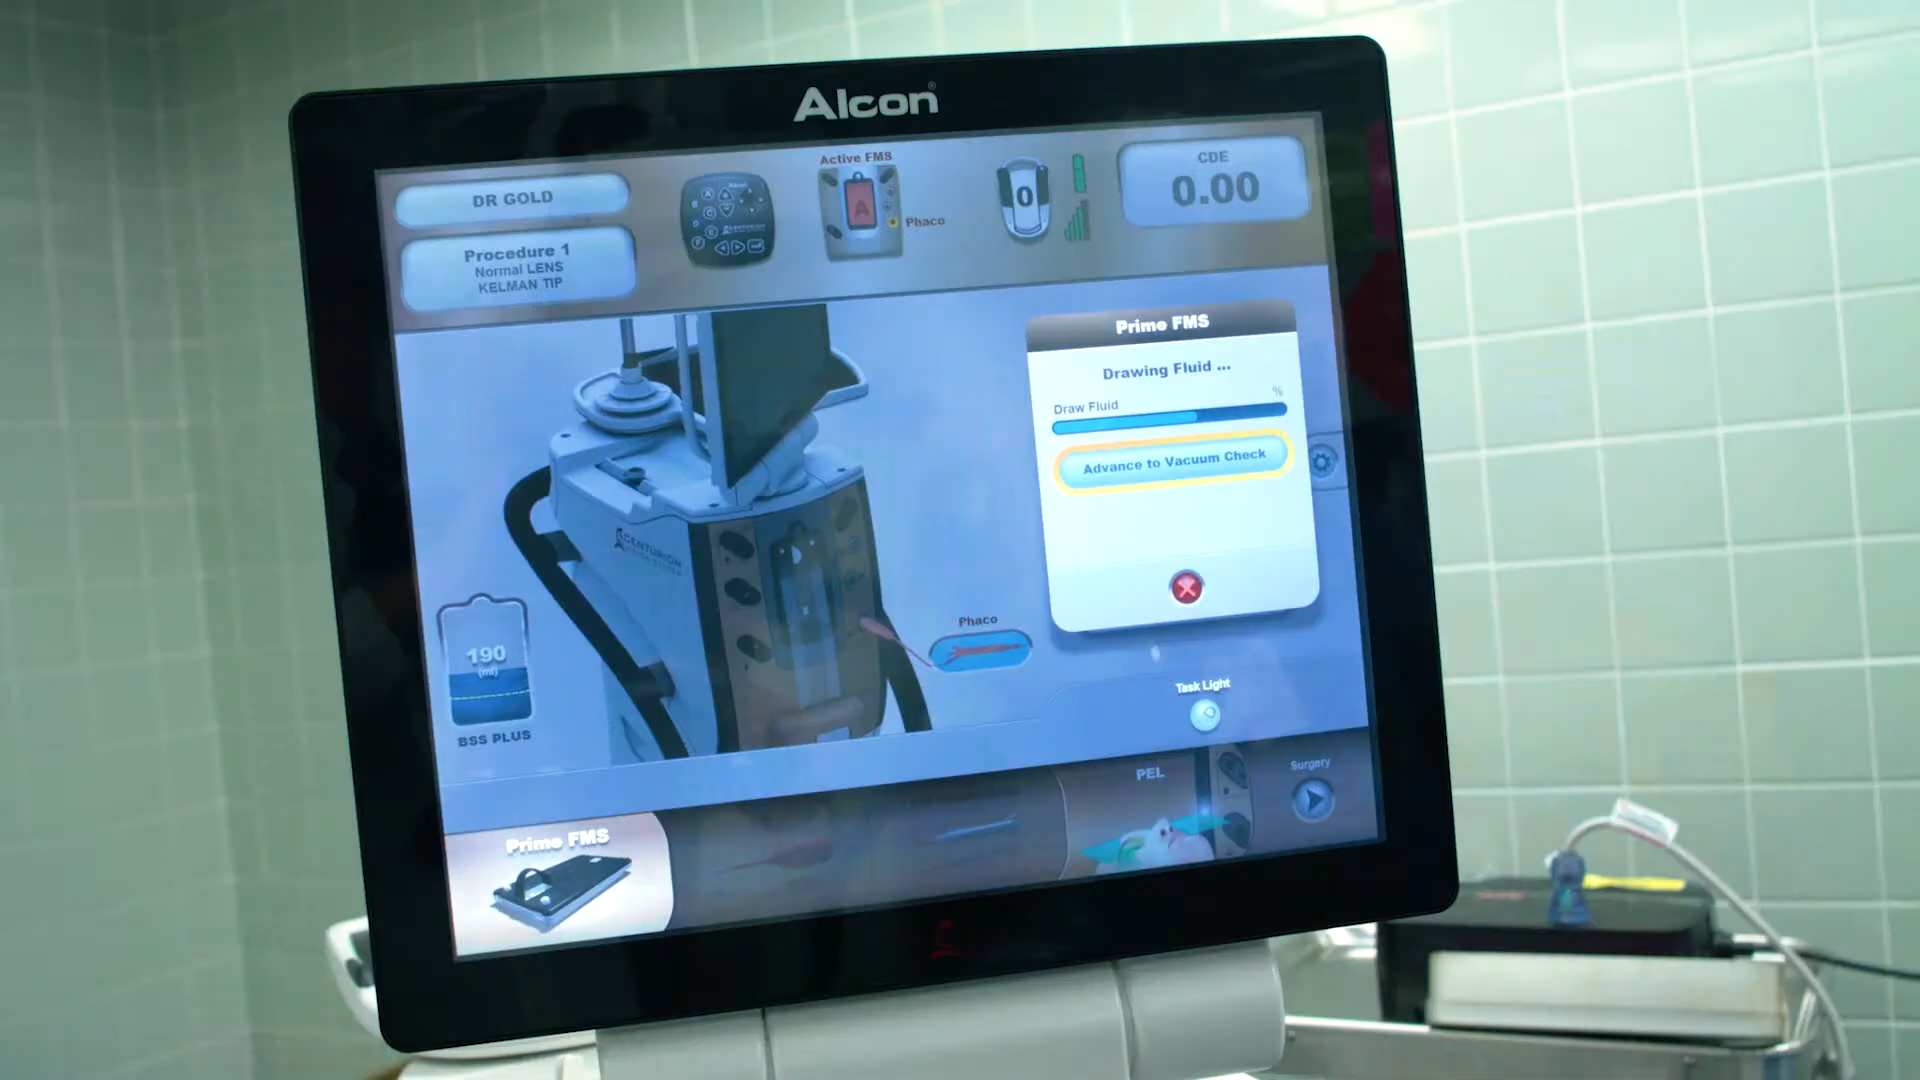 Alcon
DR GOLD
Procedure 1
Normal LENS
KELMAN TIP
Active FMS
A
Phaco
0
CDE
0.00
Prime FMS
Drawing Fluid ...
%
Draw Fluid
Advance to Vacuum Check
CENTURION
Phaco
190
(ml)
BSS PLUS
Task Light
Prime FMS
PEL
Surgery